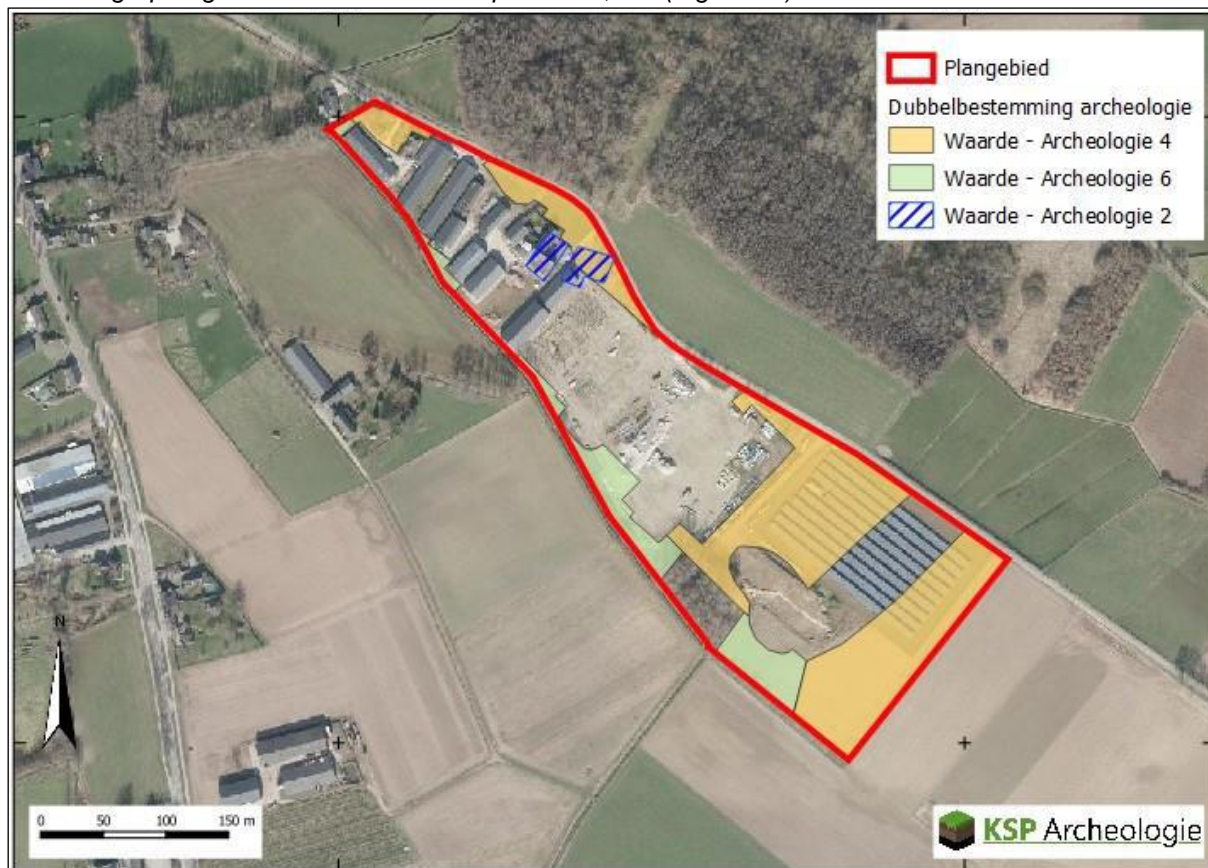 Plangebied
Dubbelbestemming archeologie
Waarde - Archeologie 4
Waarde - Archeologie 6
Waarde - Archeologie 2
N
0 50 100 150 m
KSP Archeologie